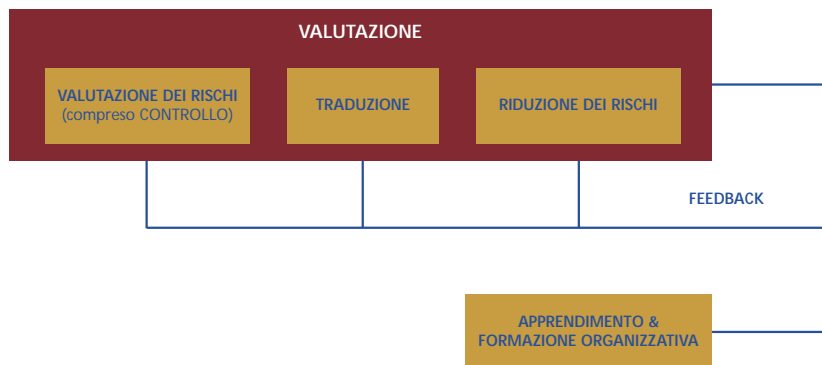 VALUTAZIONE
VALUTAZIONE DEI RISCHI
(compreso CONTROLLO)
TRADUZIONE
RIDUZIONE DEI RISCHI
FEEDBACK
APPRENDIMENTO &
FORMAZIONE ORGANIZZATIVA